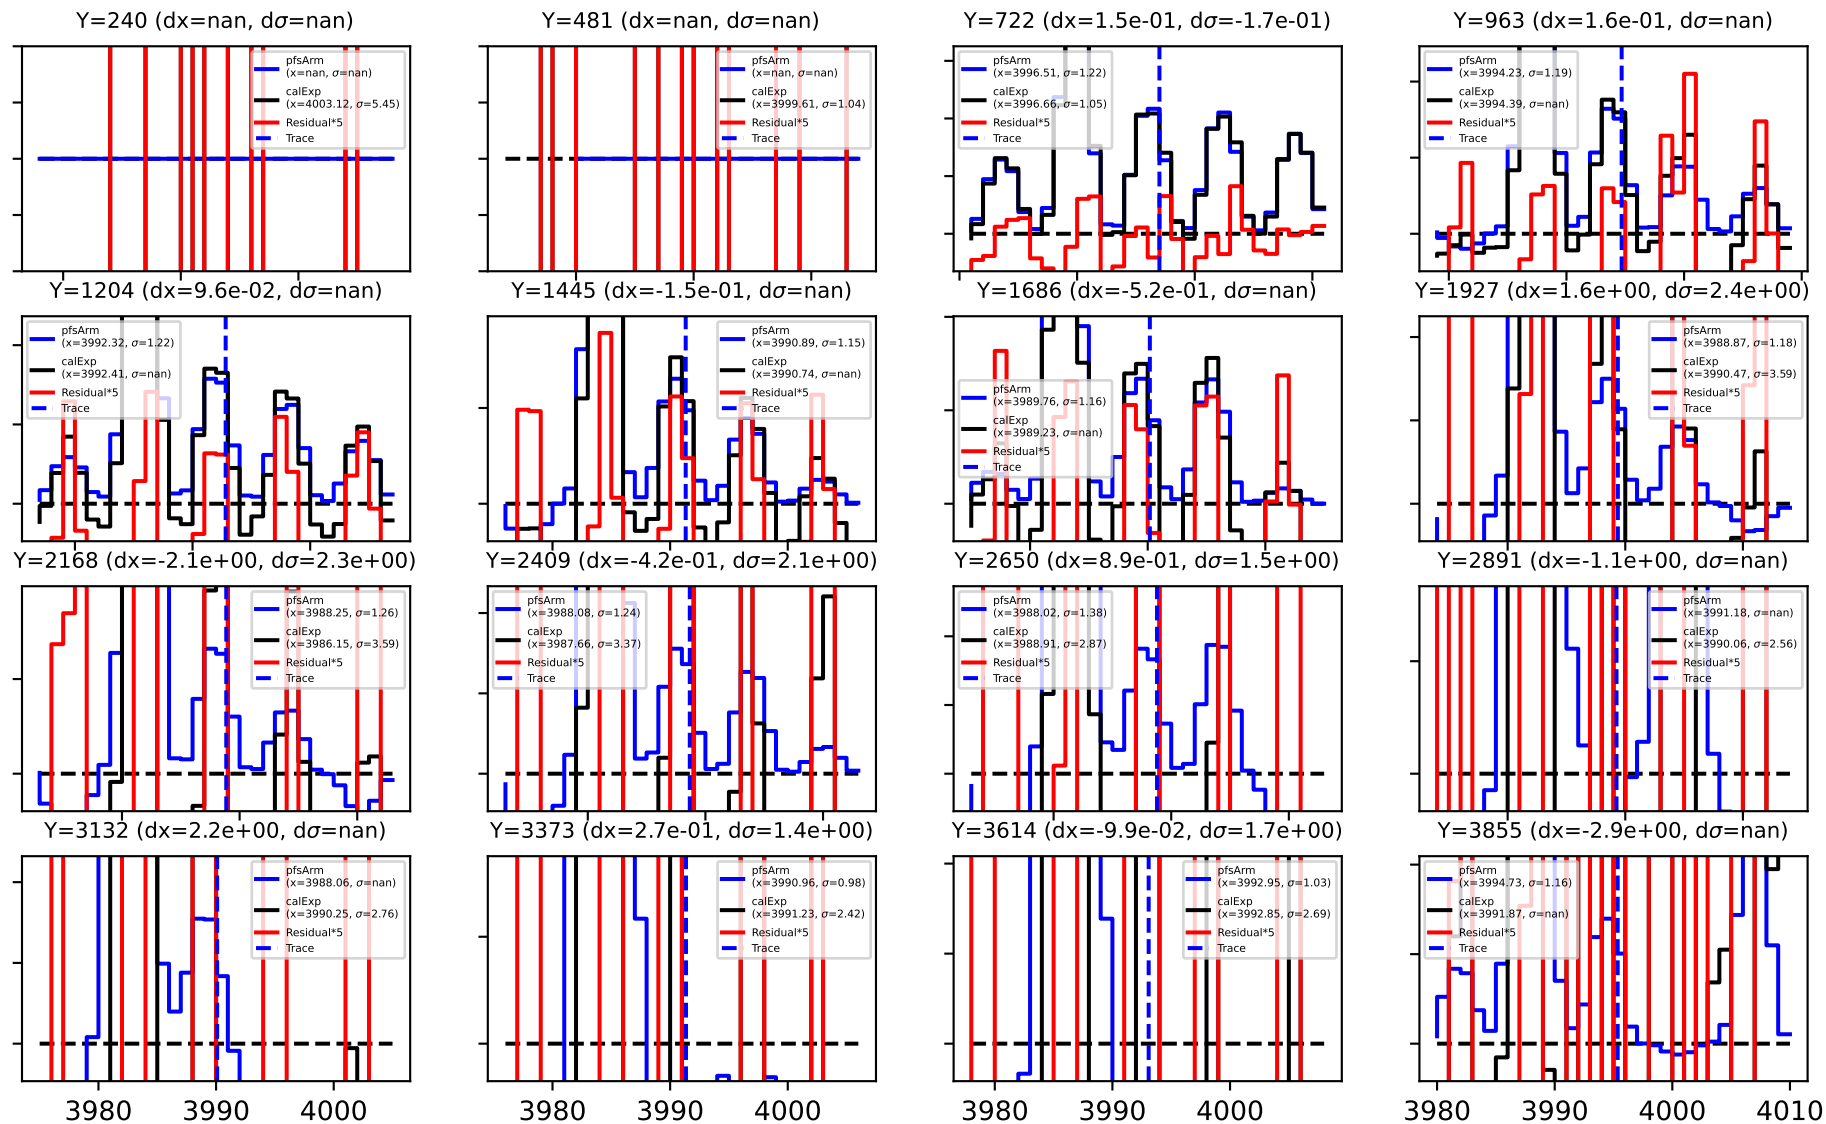 Y=240 (dx=nan, dσ=nan)
pfsArm
(x=nan, σ=nan)
calExp
(x=4003.12, σ=5.45)
Residual*5
Trace
Y=481 (dx=nan, dσ=nan)
pfsArm
(x=nan, σ=nan)
calExp
(x=3999.61, σ=1.04)
Residual*5
Trace
Y=722 (dx=1.5e-01, dσ=-1.7e-01)
pfsArm
(x=3996.51, σ=1.22)
calExp
(x=3996.66, σ=1.05)
Residual*5
Trace
Y=963 (dx=1.6e-01, dσ=nan)
pfsArm
(x=3994.23, σ=1.19)
calExp
(x=3994.39, σ=nan)
Residual*5
Trace
Y=1204 (dx=9.6e-02, dσ=nan)
pfsArm
(x=3992.32, σ=1.22)
calExp
(x=3992.41, σ=nan)
Residual*5
Trace
Y=1445 (dx=-1.5e-01, dσ=nan)
pfsArm
(x=3990.89, σ=1.15)
calExp
(x=3990.74, σ=nan)
Residual*5
Trace
Y=1686 (dx=-5.2e-01, dσ=nan)
pfsArm
(x=3989.76, σ=1.16)
calExp
(x=3989.23, σ=nan)
Residual*5
Trace
Y=1927 (dx=1.6e+00, dσ=2.4e+00)
pfsArm
(x=3988.87, σ=1.18)
calExp
(x=3990.47, σ=3.59)
Residual*5
Trace
Y=2168 (dx=-2.1e+00, dσ=2.3e+00)
pfsArm
(x=3988.25, σ=1.26)
calExp
(x=3986.15, σ=3.59)
Residual*5
Trace
Y=2409 (dx=-4.2e-01, dσ=2.1e+00)
pfsArm
(x=3988.08, σ=1.24)
calExp
(x=3987.66, σ=3.37)
Residual*5
Trace
Y=2650 (dx=8.9e-01, dσ=1.5e+00)
pfsArm
(x=3988.02, σ=1.38)
calExp
(x=3988.91, σ=2.87)
Residual*5
Trace
Y=2891 (dx=-1.1e+00, dσ=nan)
pfsArm
(x=3991.18, σ=nan)
calExp
(x=3990.06, σ=2.56)
Residual*5
Trace
Y=3132 (dx=2.2e+00, dσ=nan)
pfsArm
(x=3988.06, σ=nan)
calExp
(x=3990.25, σ=2.76)
Residual*5
Trace
3980 3990 4000
Y=3373 (dx=2.7e-01, dσ=1.4e+00)
pfsArm
(x=3990.96, σ=0.98)
calExp
(x=3991.23, σ=2.42)
Residual*5
Trace
3980 3990 4000
Y=3614 (dx=-9.9e-02, dσ=1.7e+00)
pfsArm
(x=3992.95, σ=1.03)
calExp
(x=3992.85, σ=2.69)
Residual*5
Trace
3980 3990 4000
Y=3855 (dx=-2.9e+00, dσ=nan)
pfsArm
(x=3994.73, σ=1.16)
calExp
(x=3991.87, σ=nan)
Residual*5
Trace
3980 3990 4000 4010